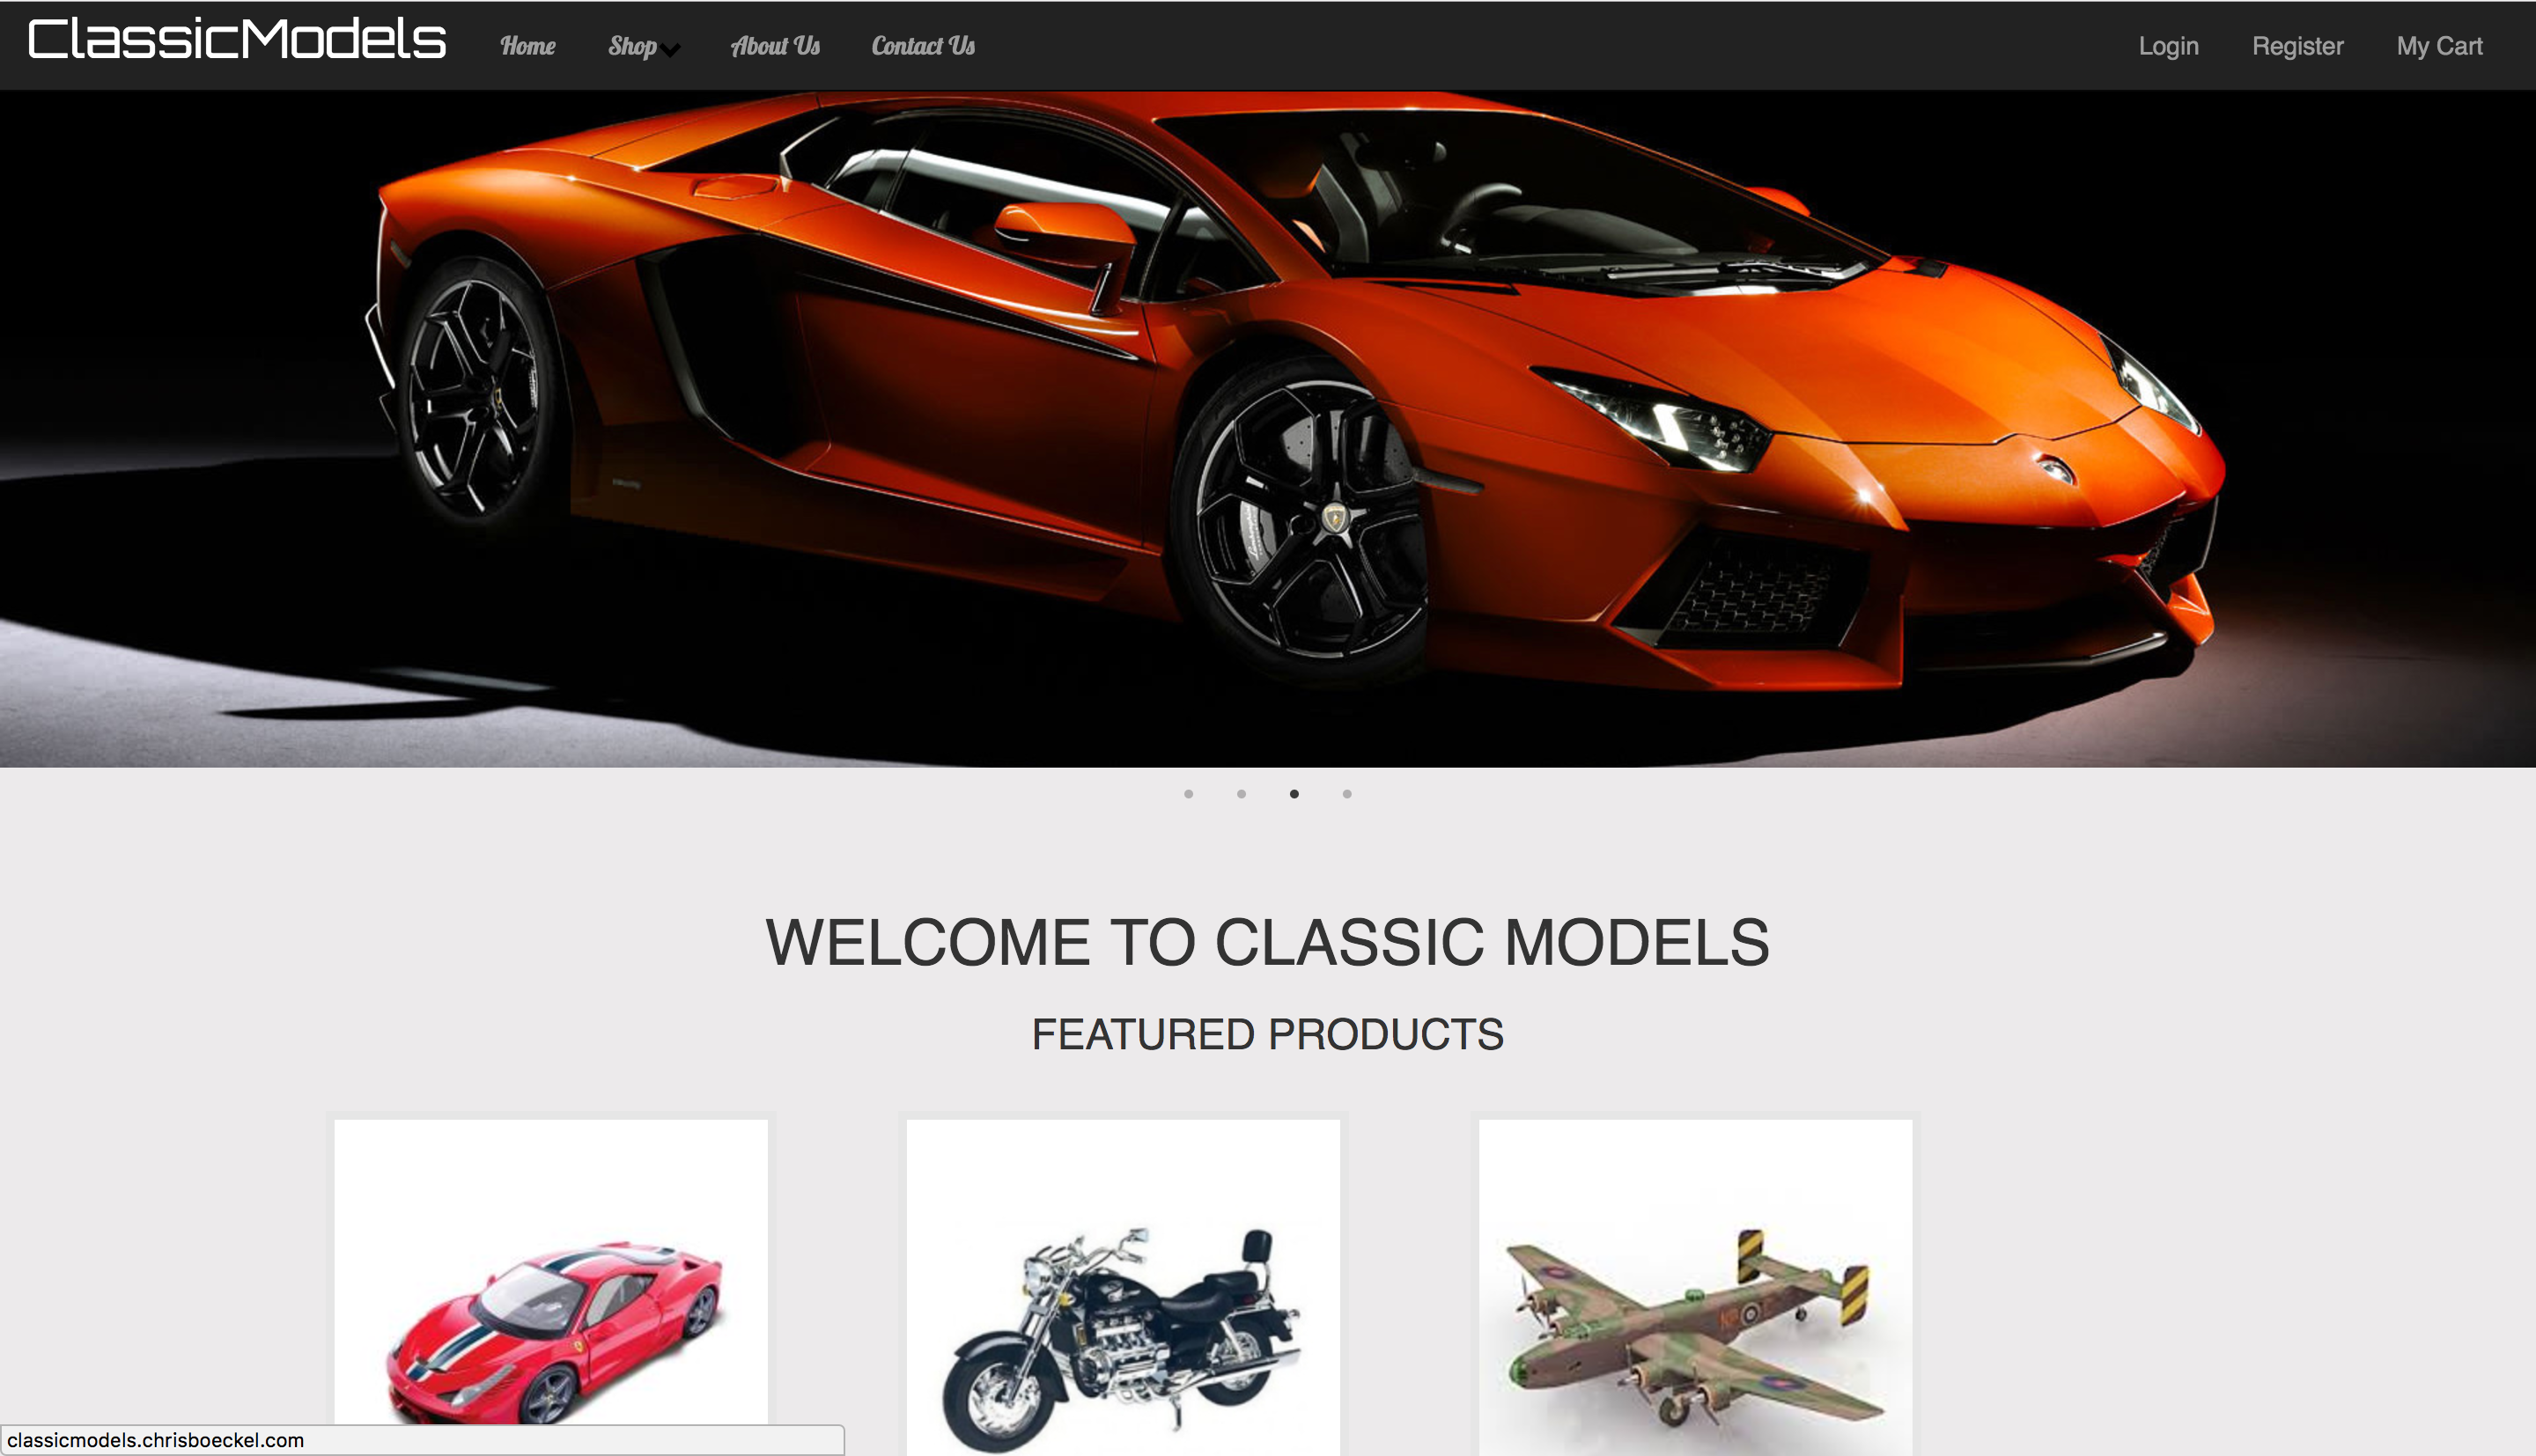 ClassicModels Home Shop About Us Contact Us Login Register My Cart
WELCOME TO CLASSIC MODELS
FEATURED PRODUCTS
classicmodels.chrisboeckel.com